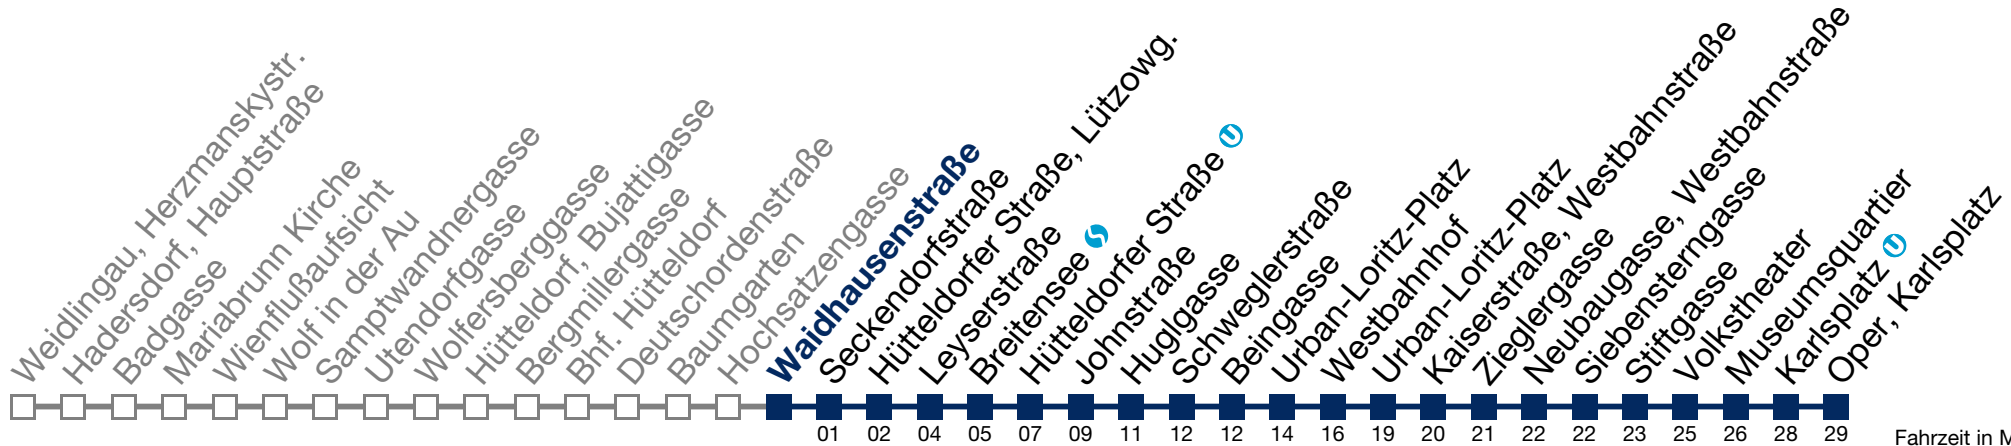 Weidlingau, Herzmanskystr.
Hadersdorf, Hauptstraße
Badgasse
Mariabrunn Kirche
Wienflußaufsicht
Wolf in der Au
Samptwandnergasse
Utendorfgasse
Wolfersberggasse
Hütteldorf, Bujattigasse
Bergmillergasse
Bhf. Hütteldorf
Deutschordenstraße
Baumgarten
Hochsatzengasse
Waidhausenstraße
Seckendorfstraße
Hütteldorfer Straße, Lützowg.
Leyserstraße
Breitensee
Hütteldorfer Straße U
Johnstraße
Huglgasse
Schweglerstraße
Beingasse
Urban-Loritz-Platz
Westbahnhof
Urban-Loritz-Platz
Kaiserstraße, Westbahnstraße
Zieglergasse
Neubaugasse, Westbahnstraße
Siebensterngasse
Stiftgasse
Volkstheater
Museumsquartier
Karlsplatz U
Oper, Karlsplatz
01 02 04 05 07 09 11 12 12 14 16 19 20 21 22 22 23 25 26 28 29 Fahrzeit in M